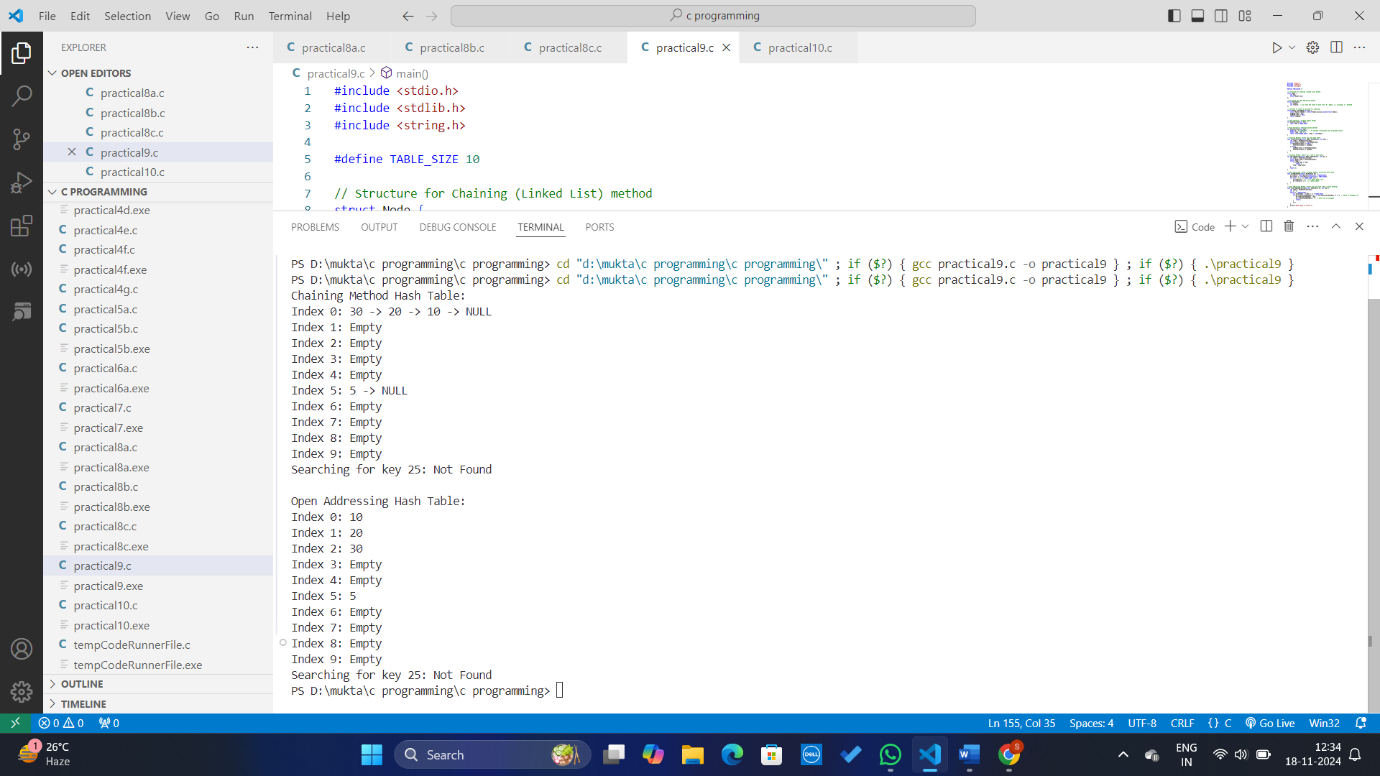 File Edit Selection View Go Run Terminal Help c programming
EXPLORER
OPEN EDITORS
practical8a.c
practical8b.c
practical8c.c
practical9.c
practical10.c
C PROGRAMMING
practical4d.exe
practical4e.c
practical4f.c
practical4f.exe
practical4g.c
practical5a.c
practical5b.c
practical5b.exe
practical6a.c
practical6a.exe
practical7.c
practical7.exe
practical8a.c
practical8a.exe
practical8b.c
practical8b.exe
practical8c.c
practical8c.exe
practical9.c
practical9.exe
practical10.c
practical10.exe
tempCodeRunnerFile.c
tempCodeRunnerFile.exe
OUTLINE
TIMELINE
practical8a.c practical8b.c practical8c.c practical9.c practical10.c
practical9.c > main()
1 #include <stdio.h>
2 #include <stdlib.h>
3 #include <string.h>
4
5 #define TABLE_SIZE 10
6
7 // Structure for Chaining (Linked List) method
8 struct Node {
PROBLEMS OUTPUT DEBUG CONSOLE TERMINAL PORTS Code
PS D:\mukta\c programming\c programming> cd "d:\mukta\c programming\c programming\" ; if ($?) { gcc practical9.c -o practical9 } ; if ($?) { .\practical9 }
PS D:\mukta\c programming\c programming> cd "d:\mukta\c programming\c programming\" ; if ($?) { gcc practical9.c -o practical9 } ; if ($?) { .\practical9 }
Chaining Method Hash Table:
Index 0: 30 -> 20 -> 10 -> NULL
Index 1: Empty
Index 2: Empty
Index 3: Empty
Index 4: Empty
Index 5: 5 -> NULL
Index 6: Empty
Index 7: Empty
Index 8: Empty
Index 9: Empty
Searching for key 25: Not Found
Open Addressing Hash Table:
Index 0: 10
Index 1: 20
Index 2: 30
Index 3: Empty
Index 4: Empty
Index 5: 5
Index 6: Empty
Index 7: Empty
Index 8: Empty
Index 9: Empty
Searching for key 25: Not Found
PS D:\mukta\c programming\c programming>
0 0 0 Ln 155, Col 35 Spaces: 4 UTF-8 CRLF {} C Go Live Win32
1 26°C
Haze
Search
DELL
ENG
IN
12:34
18-11-2024